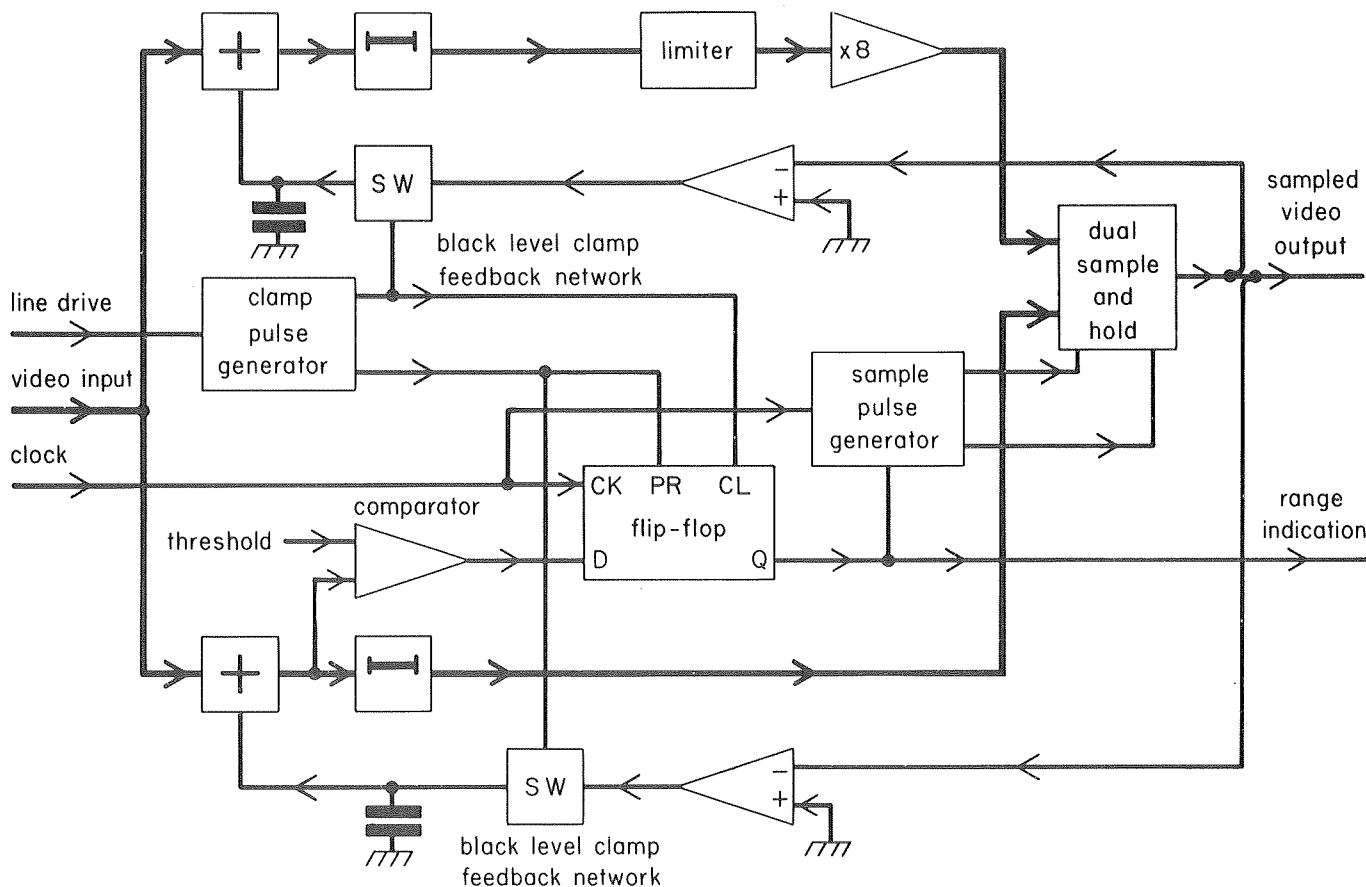 +
limiter
x8
SW
-
+
sampled
video
output
dual
sample
and
hold
black level clamp
feedback network
line drive
clamp
pulse
generator
video input
sample
pulse
generator
clock
CK PR CL
comparator
flip-flop
threshold
D Q
range
indication
+
SW
-
+
black level clamp
feedback network